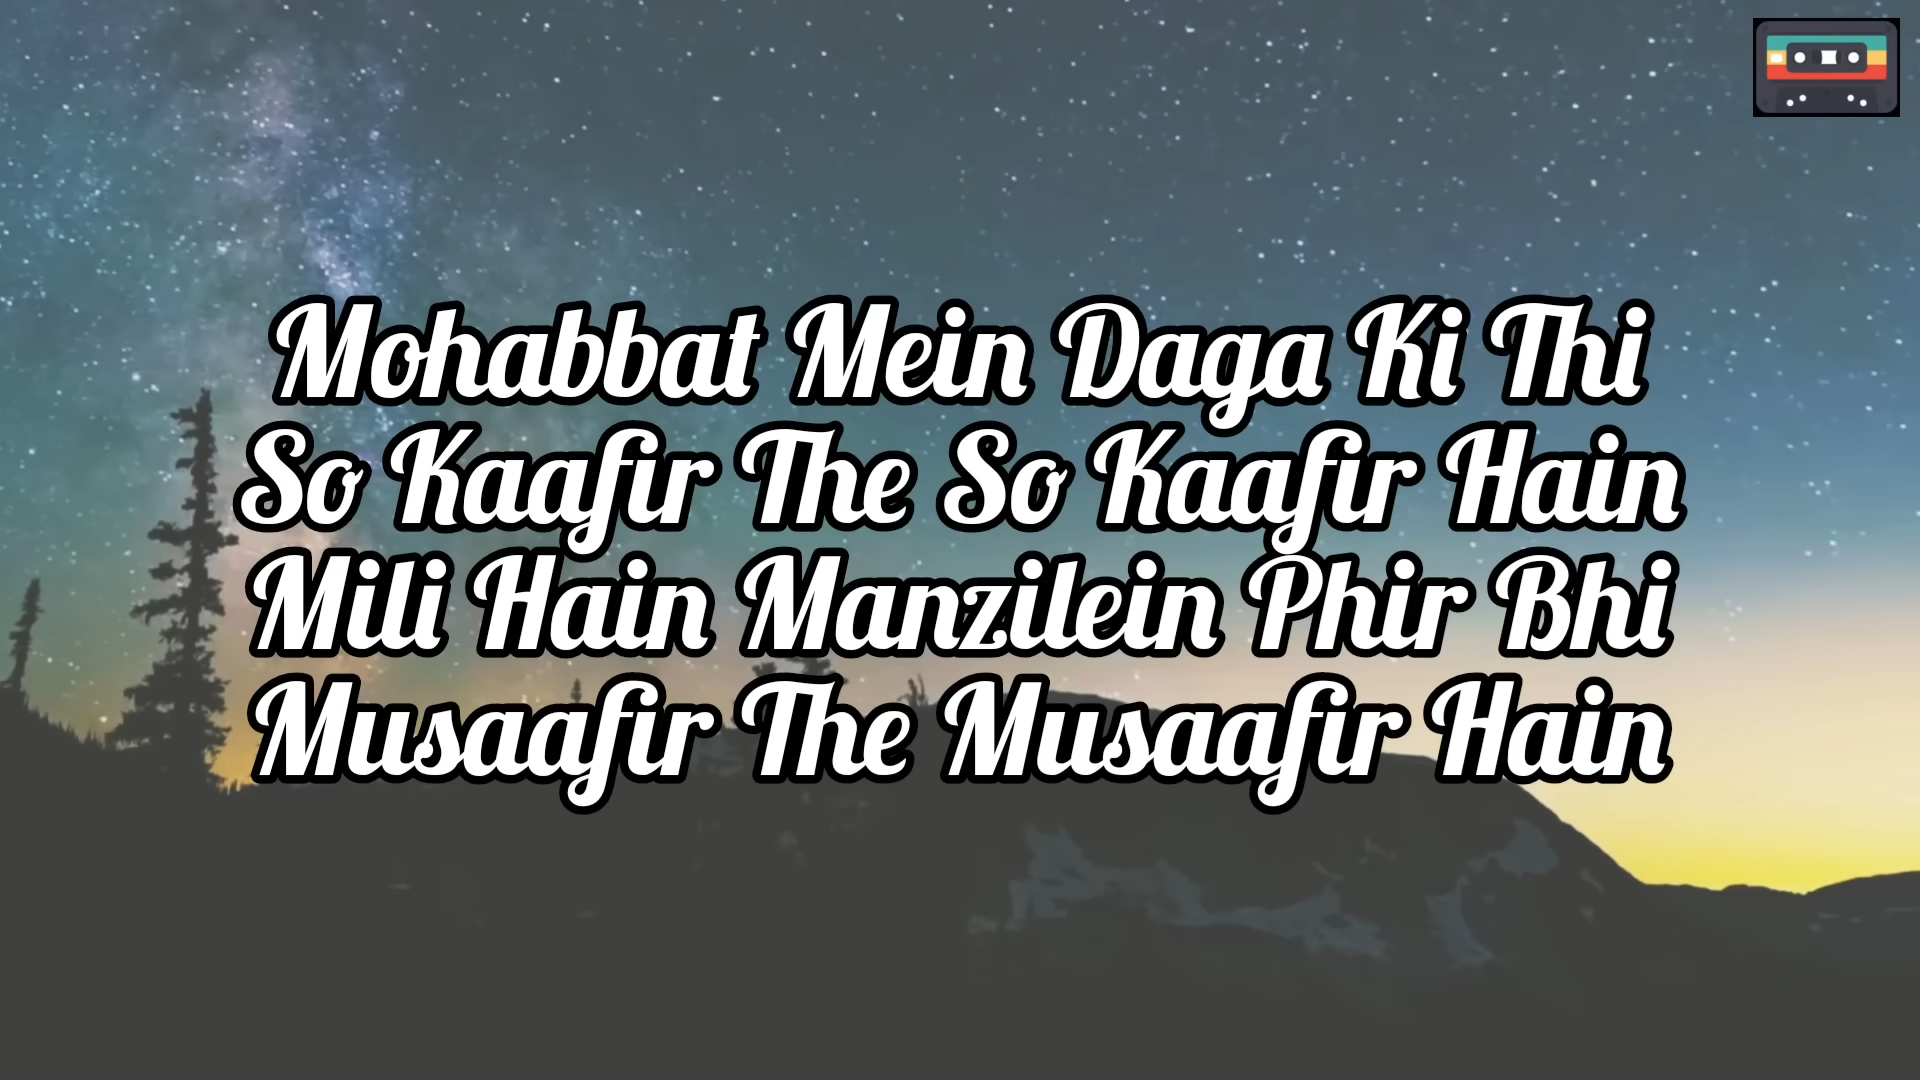 Mohabbat Mein Daga Ki Thi
So Kaafir The So Kaafir Hain
Mili Hain Manzilein Phir Bhi
Musaafir The Musaafir Hain